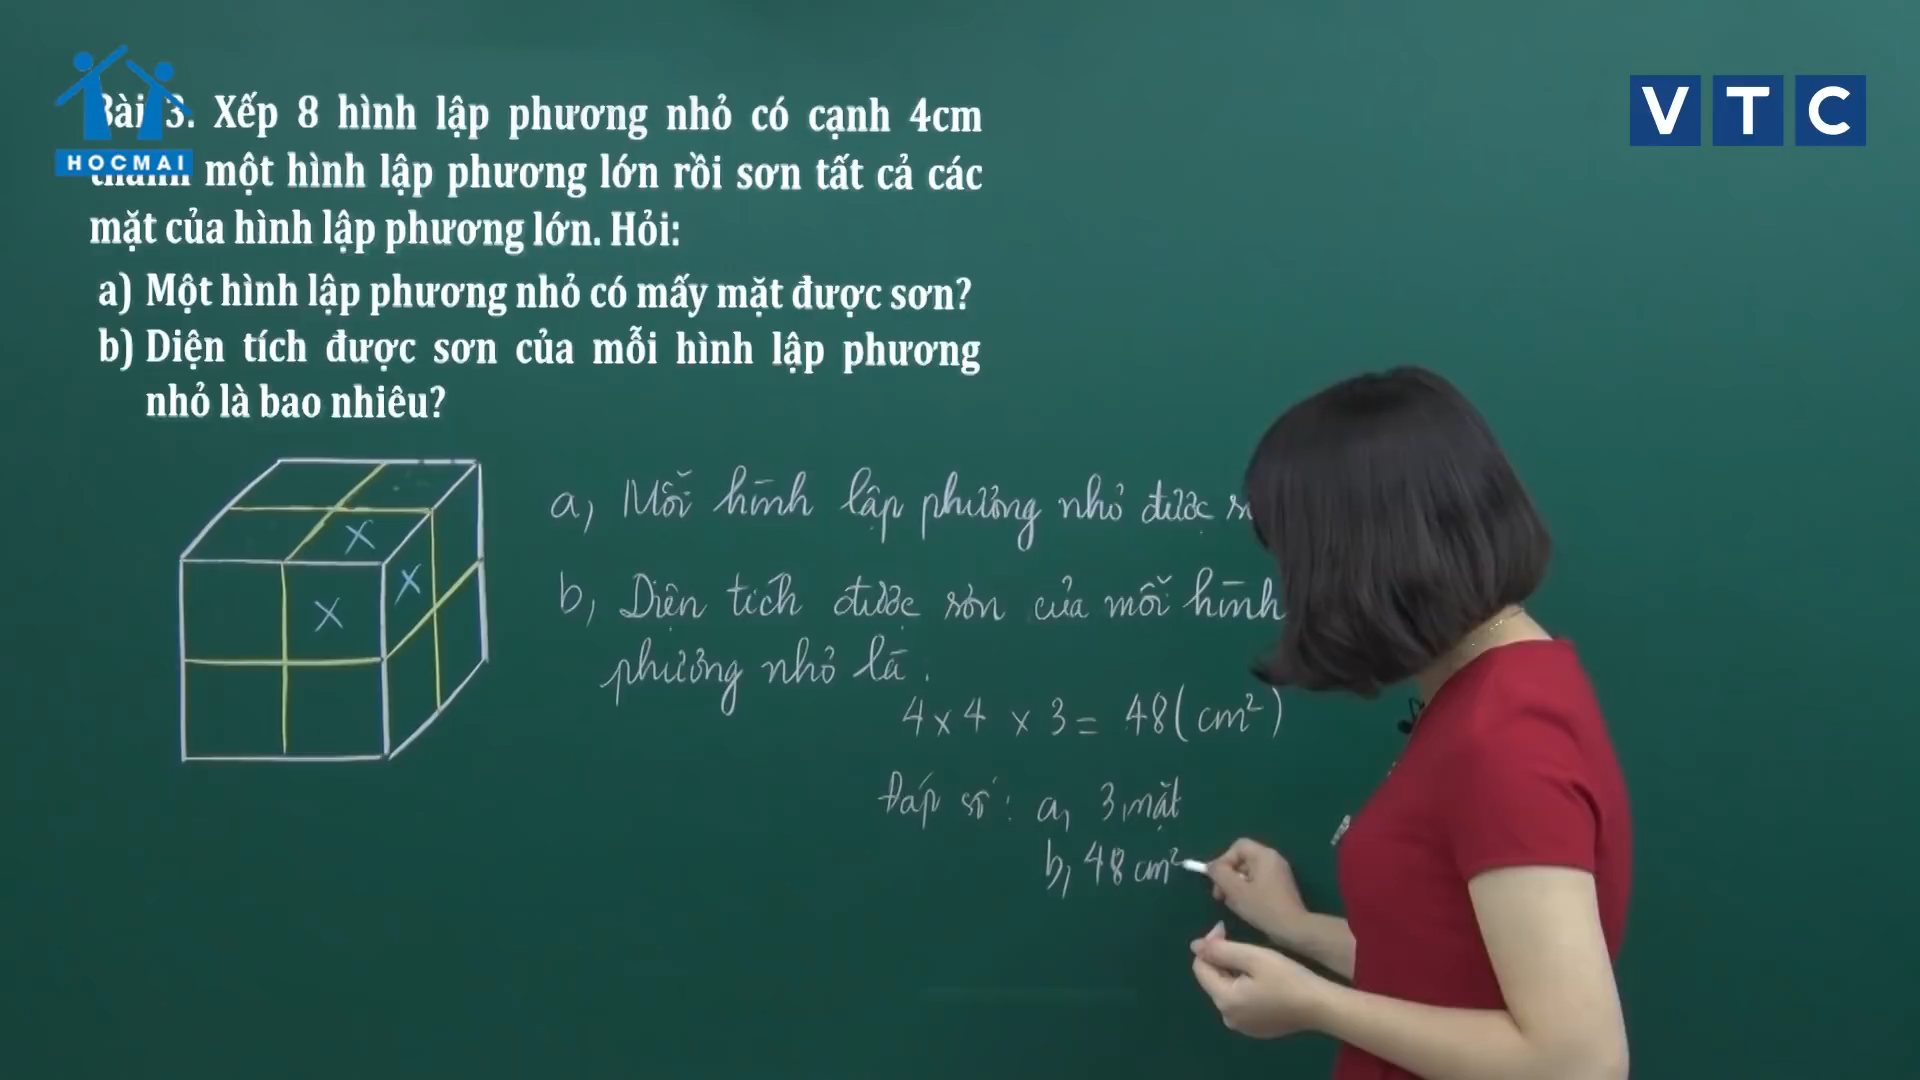 HOCMAI
VTC
Bài 3. Xếp 8 hình lập phương nhỏ có cạnh 4cm
thành một hình lập phương lớn rồi sơn tất cả các
mặt của hình lập phương lớn. Hỏi:
a) Một hình lập phương nhỏ có mấy mặt được sơn?
b) Diện tích được sơn của mỗi hình lập phương
nhỏ là bao nhiêu?
X
X
X
a, Mỗi hình lập phương nhỏ được
b, Diện tích được sơn của mỗi hình
phương nhỏ là.
4 x 4 x 3 = 48 (cm²)
Đáp số: a, 3 mặt
b, 48 cm²